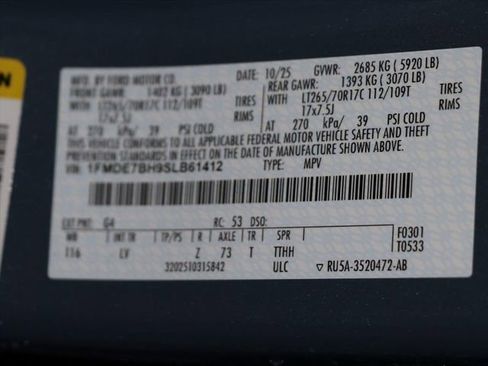 MFD. BY FORD MOTOR CO.
DATE: 10/25 GVWR: 2685 KG ( 5920 LB)
FRONT GAWR: 1402 KG ( 3090 LB)
REAR GAWR: 1393 KG ( 3070 LB)
WITH LT265/70R17C 112/109T TIRES
17x7.5J RIMS
AT 270 kPa/ 39 PSI COLD
WITH LT265/70R17C 112/109T TIRES
17x7.5J RIMS
AT 270 kPa/ 39 PSI COLD
THIS VEHICLE CONFORMS TO ALL APPLICABLE FEDERAL MOTOR VEHICLE SAFETY AND THEFT
PREVENTION STANDARDS IN EFFECT ON THE DATE OF MANUFACTURE SHOWN ABOVE.
VIN: 1FMDE7BH9SLB61412 TYPE: MPV
EXT PNT: G4 RC: 53 DSO:
WB INT TR TP/PS R AXLE TR SPR
116 LV Z 73 T TTHH
F0301
T0533
3202510315842 ULC ▽ RU5A-3520472-AB